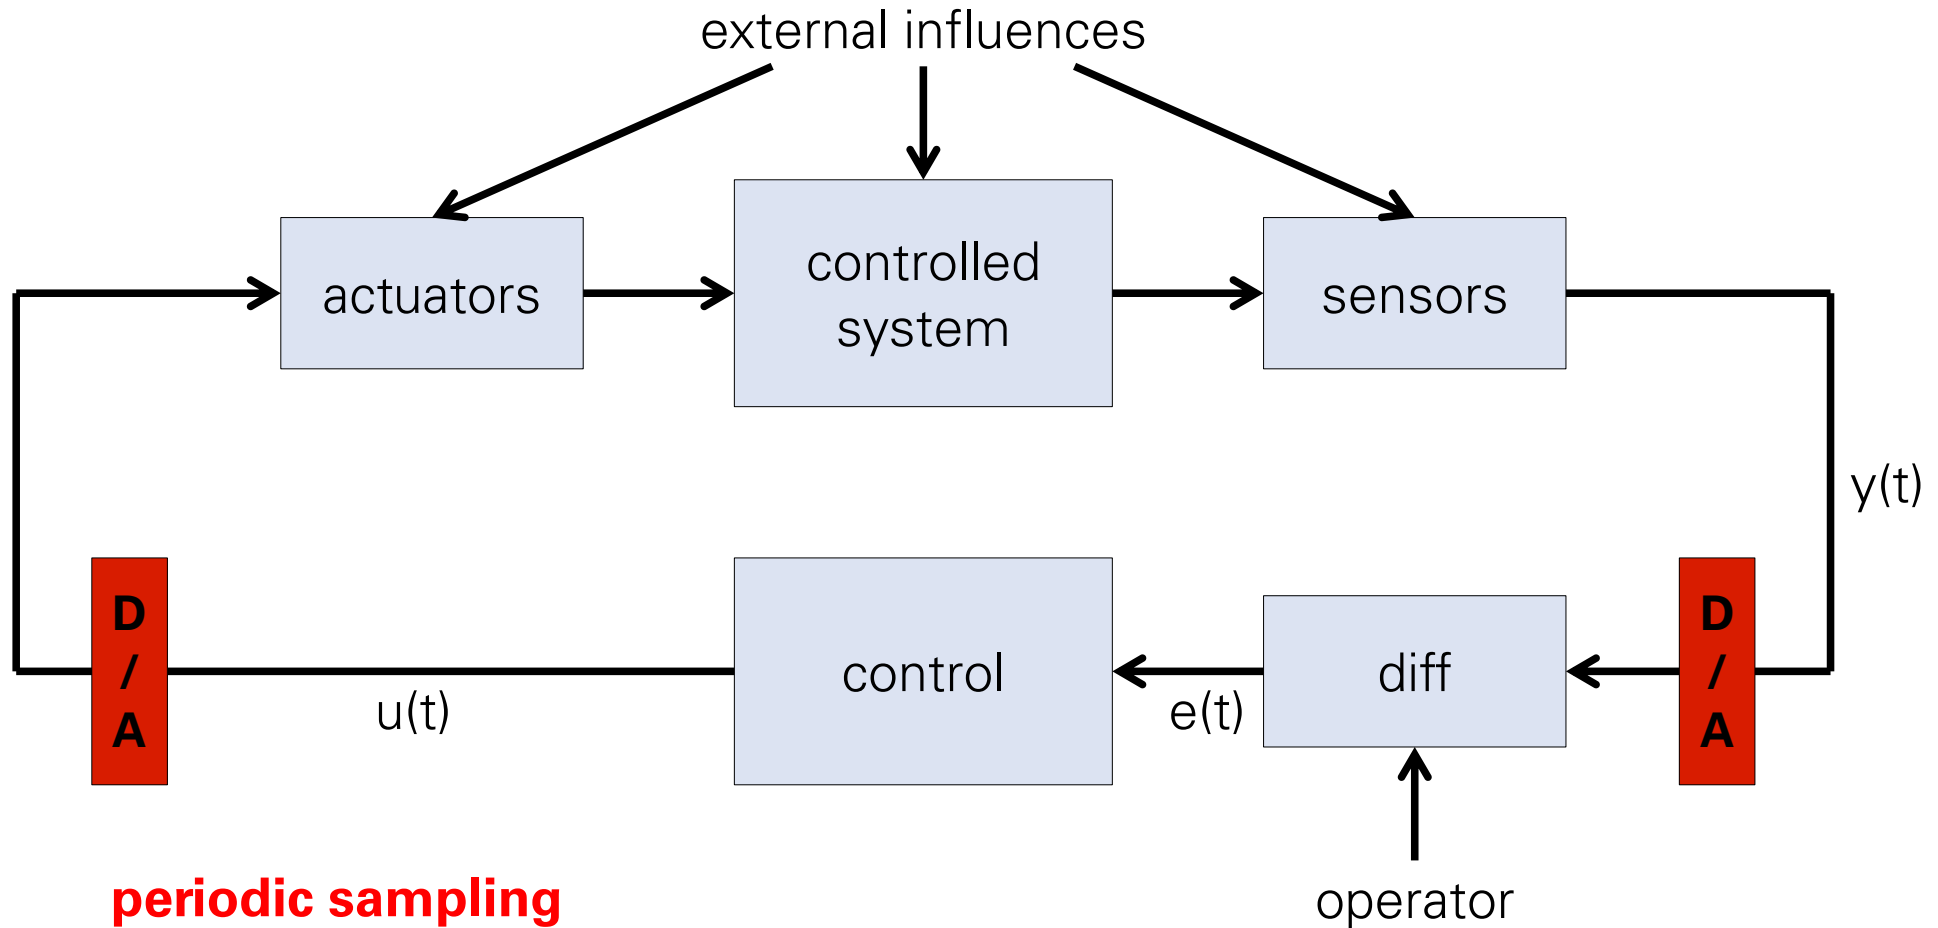 external influences
actuators
controlled
system
sensors
y(t)
D
/
A
u(t)
control
e(t)
diff
D
/
A
periodic sampling
operator